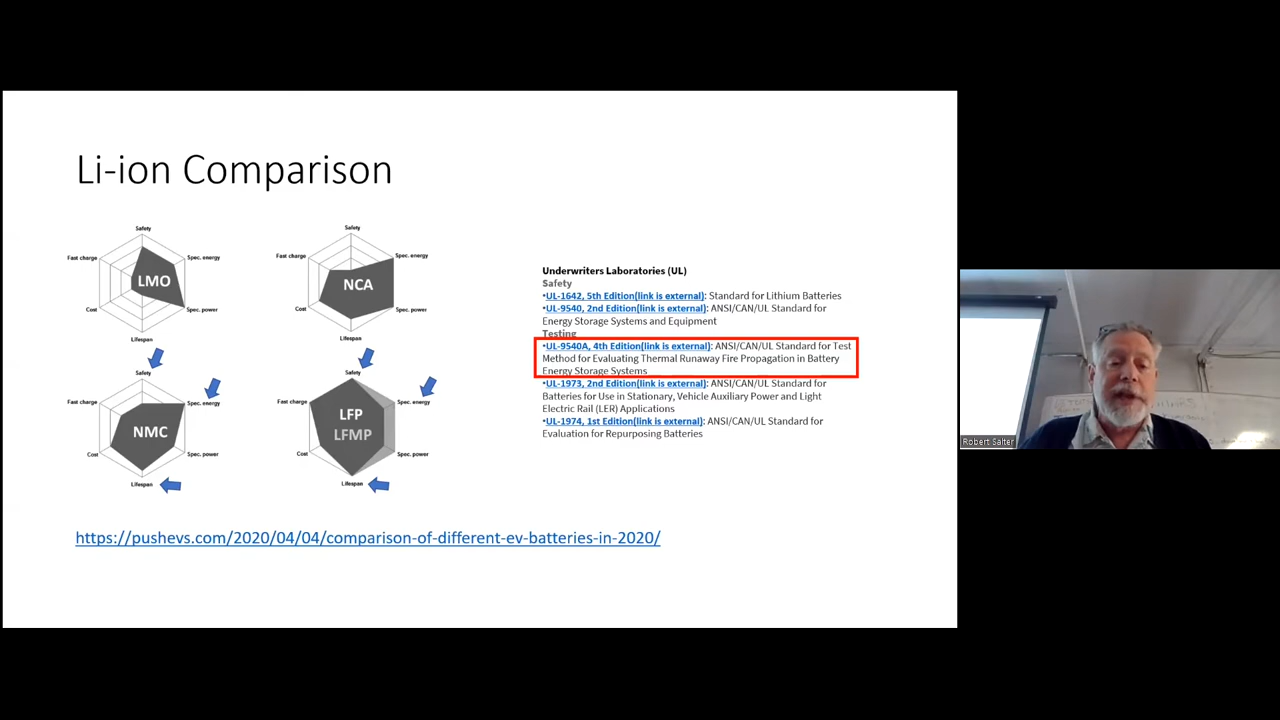 Li-ion Comparison
Safety
Fast charge
Spec. energy
LMO
Cost
Spec. power
Lifespan
Safety
Fast charge
Spec. energy
NCA
Cost
Spec. power
Lifespan
Safety
Fast charge
Spec. energy
NMC
Cost
Spec. power
Lifespan
Safety
Fast charge
Spec. energy
LFP
LFMP
Cost
Spec. power
Lifespan
Underwriters Laboratories (UL)
Safety
•UL-1642, 5th Edition(link is external): Standard for Lithium Batteries
•UL-9540, 2nd Edition(link is external): ANSI/CAN/UL Standard for
Energy Storage Systems and Equipment
Testing
•UL-9540A, 4th Edition(link is external): ANSI/CAN/UL Standard for Test
Method for Evaluating Thermal Runaway Fire Propagation in Battery
Energy Storage Systems
•UL-1973, 2nd Edition(link is external): ANSI/CAN/UL Standard for
Batteries for Use in Stationary, Vehicle Auxiliary Power and Light
Electric Rail (LER) Applications
•UL-1974, 1st Edition(link is external): ANSI/CAN/UL Standard for
Evaluation for Repurposing Batteries
https://pushevs.com/2020/04/04/comparison-of-different-ev-batteries-in-2020/
Robert Salter